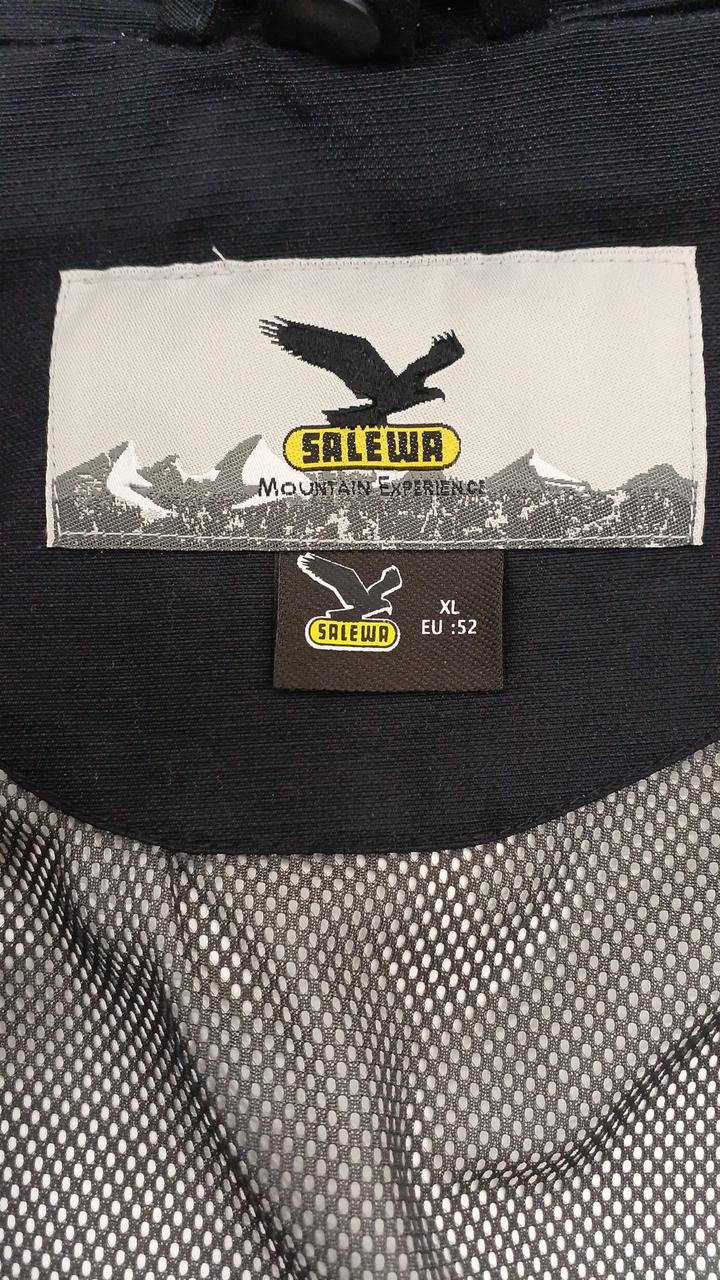 SALEWA
MOUNTAIN EXPERIENCE
SALEWA
XL
EU :52